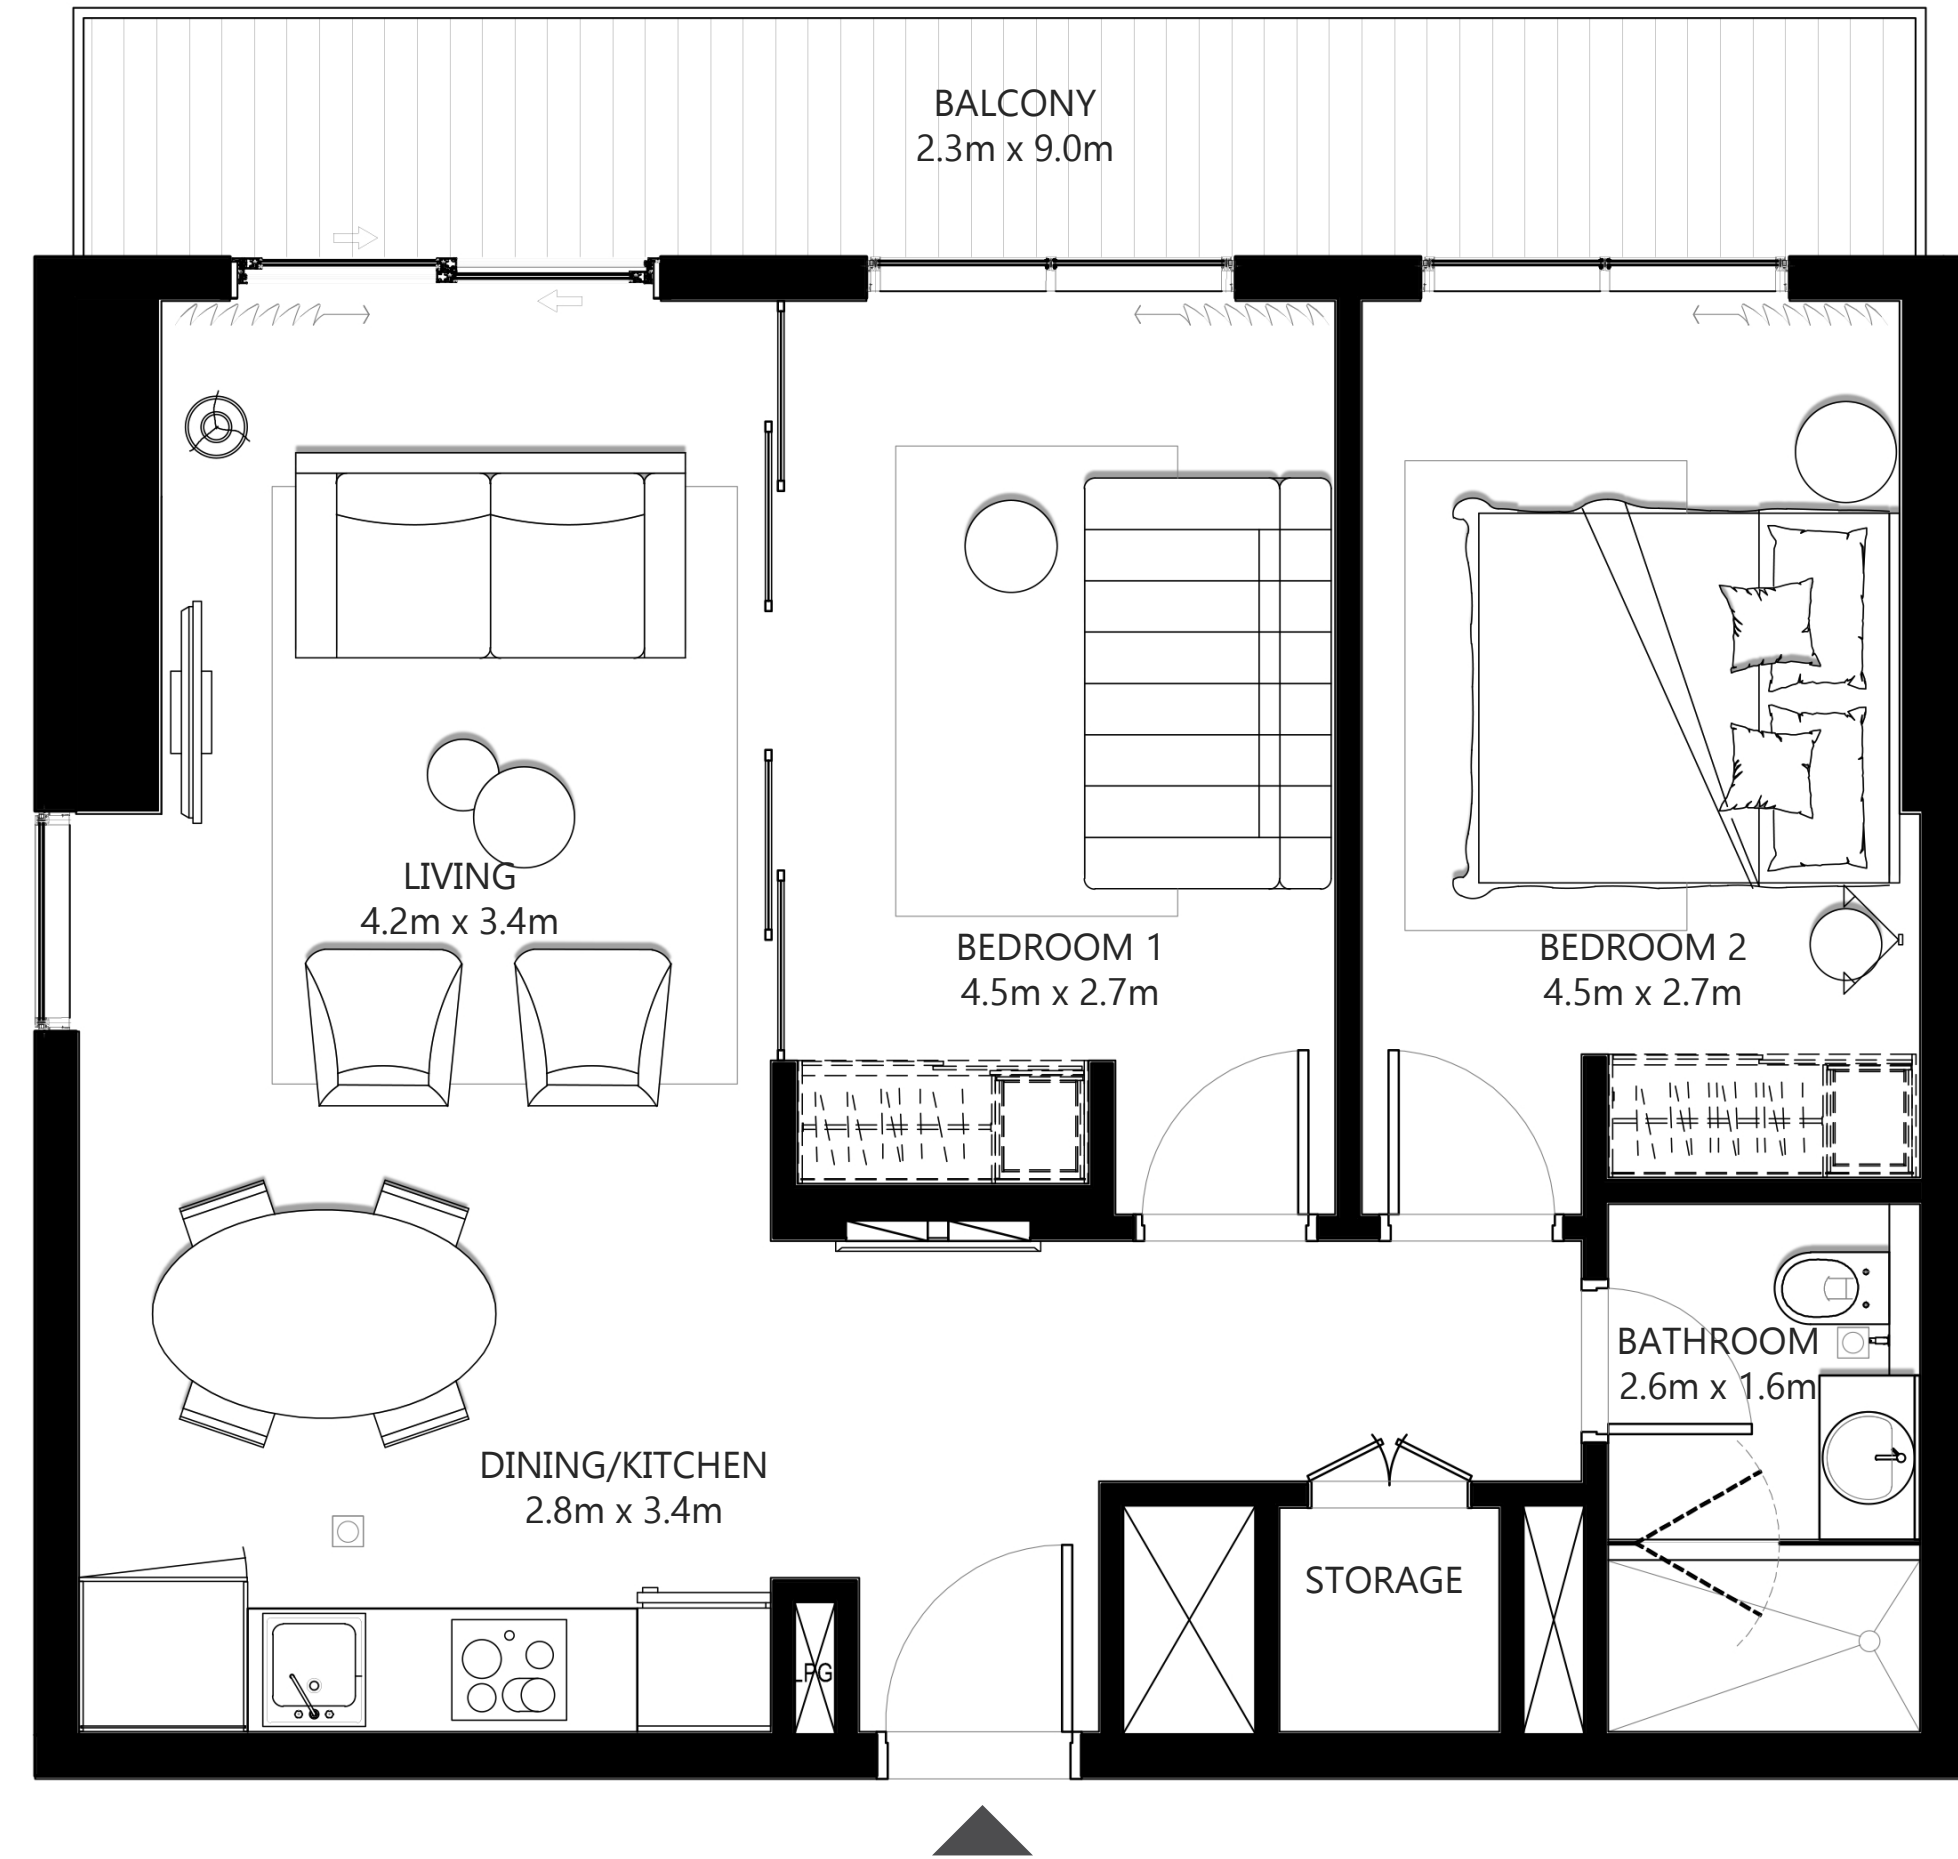 BALCONY
2.3m x 9.0m
LIVING
4.2m x 3.4m
BEDROOM 1
4.5m x 2.7m
BEDROOM 2
4.5m x 2.7m
BATHROOM
2.6m x 1.6m
DINING/KITCHEN
2.8m x 3.4m
STORAGE
LPG